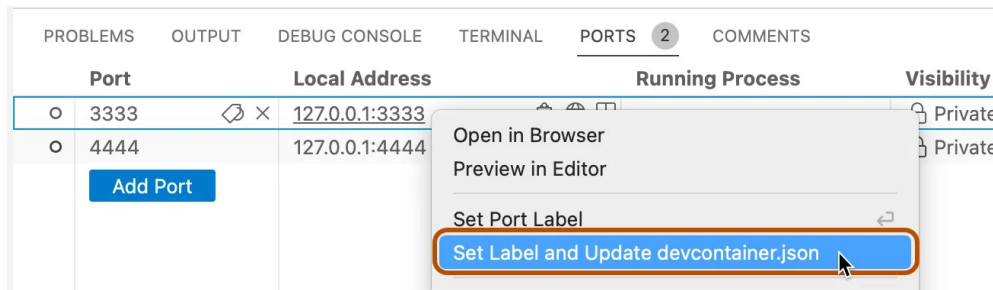 PROBLEMS OUTPUT DEBUG CONSOLE TERMINAL PORTS 2 COMMENTS
Port Local Address Running Process Visibility
3333 127.0.0.1:3333 Private
4444 127.0.0.1:4444 Private
Add Port
Open in Browser
Preview in Editor
Set Port Label
Set Label and Update devcontainer.json